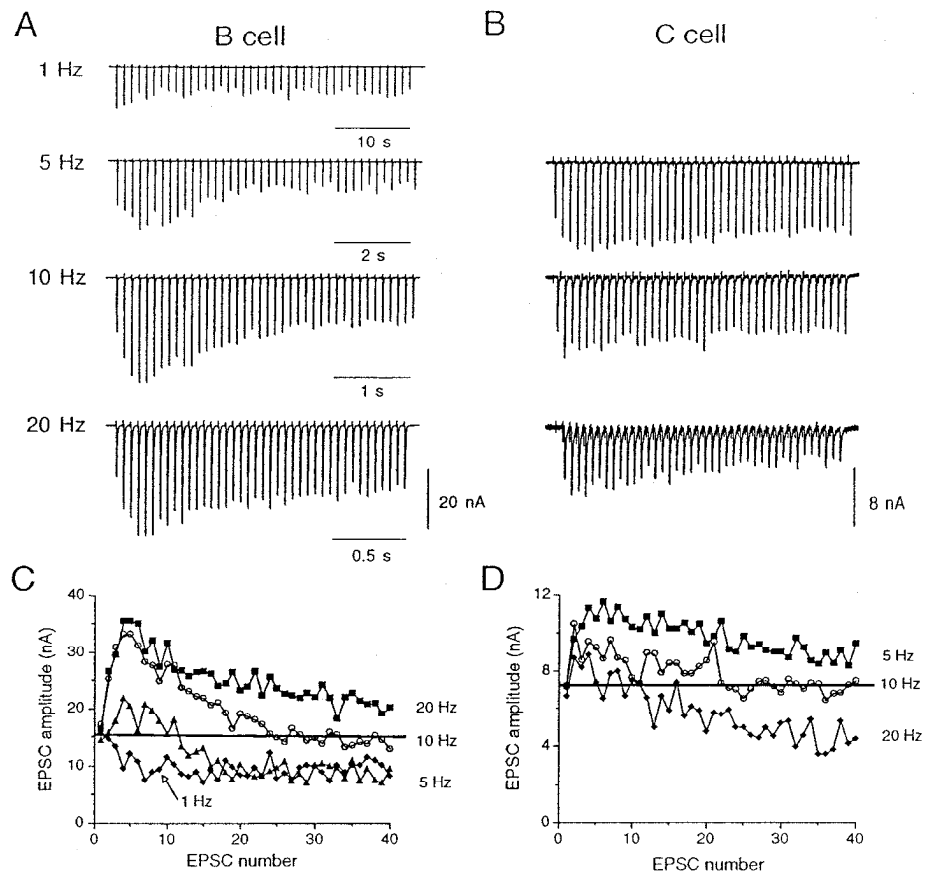 A
B cell
B
C cell
1 Hz
10 s
5 Hz
2 s
10 Hz
1 s
20 Hz
20 nA
0.5 s
8 nA
C
40
30
20
10
0
EPSC amplitude (nA)
20 Hz
10 Hz
5 Hz
1 Hz
0 10 20 30 40
EPSC number
D
12
8
4
0
EPSC amplitude (nA)
5 Hz
10 Hz
20 Hz
0 10 20 30 40
EPSC number